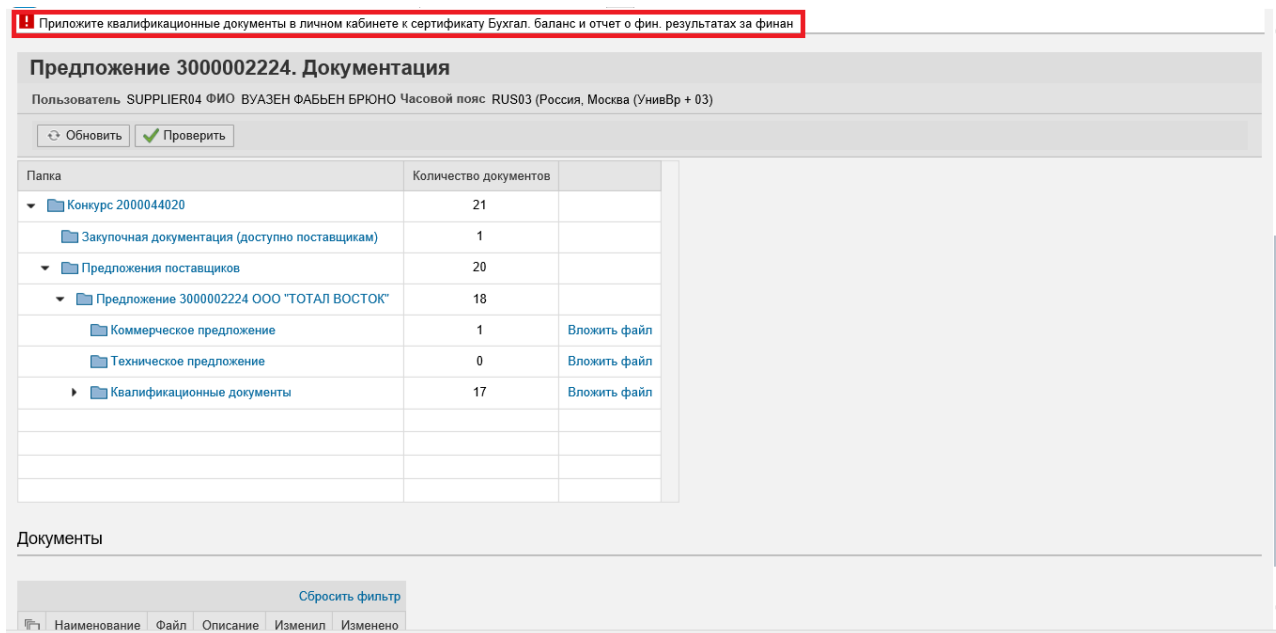 Приложите квалификационные документы в личном кабинете к сертификату Бухгал. баланс и отчет о фин. результатах за финан
Предложение 3000002224. Документация
Пользователь SUPPLIER04 ФИО ВУАЗЕН ФАБЬЕН БРЮНО Часовой пояс RUS03 (Россия, Москва (УнивВр + 03)
Обновить Проверить
Папка Количество документов
Конкурс 2000044020 21
Закупочная документация (доступно поставщикам) 1
Предложения поставщиков 20
Предложение 3000002224 ООО "ТОТАЛ ВОСТОК" 18
Коммерческое предложение 1 Вложить файл
Техническое предложение 0 Вложить файл
Квалификационные документы 17 Вложить файл
Документы
Сбросить фильтр
Наименование Файл Описание Изменил Изменено